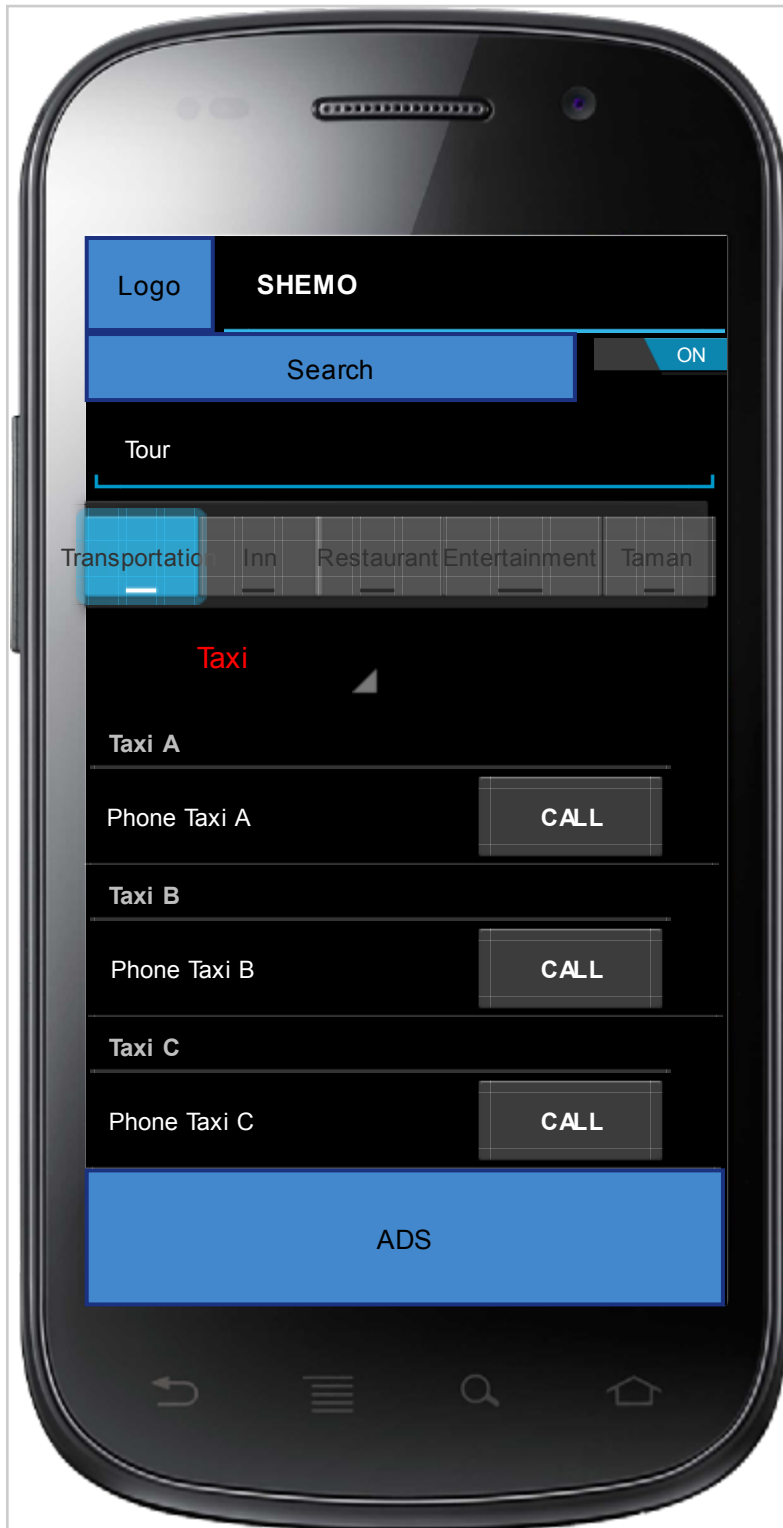 Logo
SHEMO
Search
ON
Tour
Transportation Inn Restaurant Entertainment Taman
Taxi
Taxi A
Phone Taxi A CALL
Taxi B
Phone Taxi B CALL
Taxi C
Phone Taxi C CALL
ADS